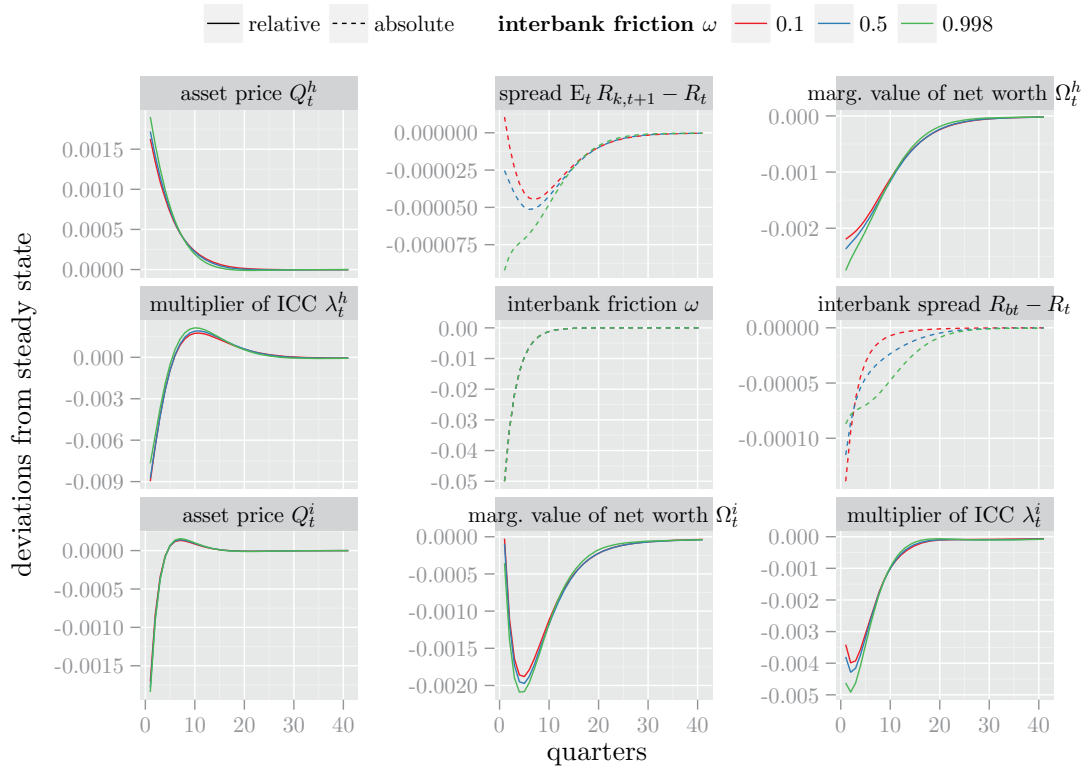 relative absolute interbank friction ω 0.1 0.5 0.998
asset price Q_t^h
spread E_t R_{k,t+1} − R_t
marg. value of net worth Ω_t^h
0.0015
0.0010
0.0005
0.0000
0.000000
-0.000025
-0.000050
-0.000075
0.000
-0.001
-0.002
multiplier of ICC λ_t^h
interbank friction ω
interbank spread R_{bt} − R_t
0.000
-0.003
-0.006
-0.009
0.00
-0.01
-0.02
-0.03
-0.04
-0.05
0.00000
-0.00005
-0.00010
asset price Q_t^i
marg. value of net worth Ω_t^i
multiplier of ICC λ_t^i
0.0000
-0.0005
-0.0010
-0.0015
0.0000
-0.0005
-0.0010
-0.0015
-0.0020
0.000
-0.001
-0.002
-0.003
-0.004
-0.005
0 10 20 30 40
0 10 20 30 40
0 10 20 30 40
quarters
deviations from steady state